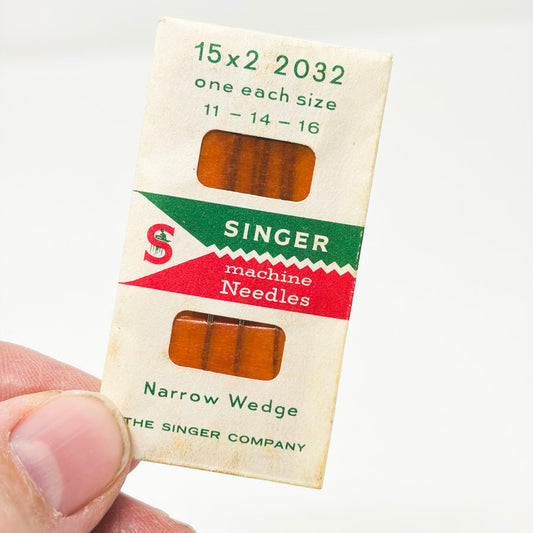 15x2 2032
one each size
11 – 14 – 16
SINGER
S
machine
Needles
Narrow Wedge
THE SINGER COMPANY